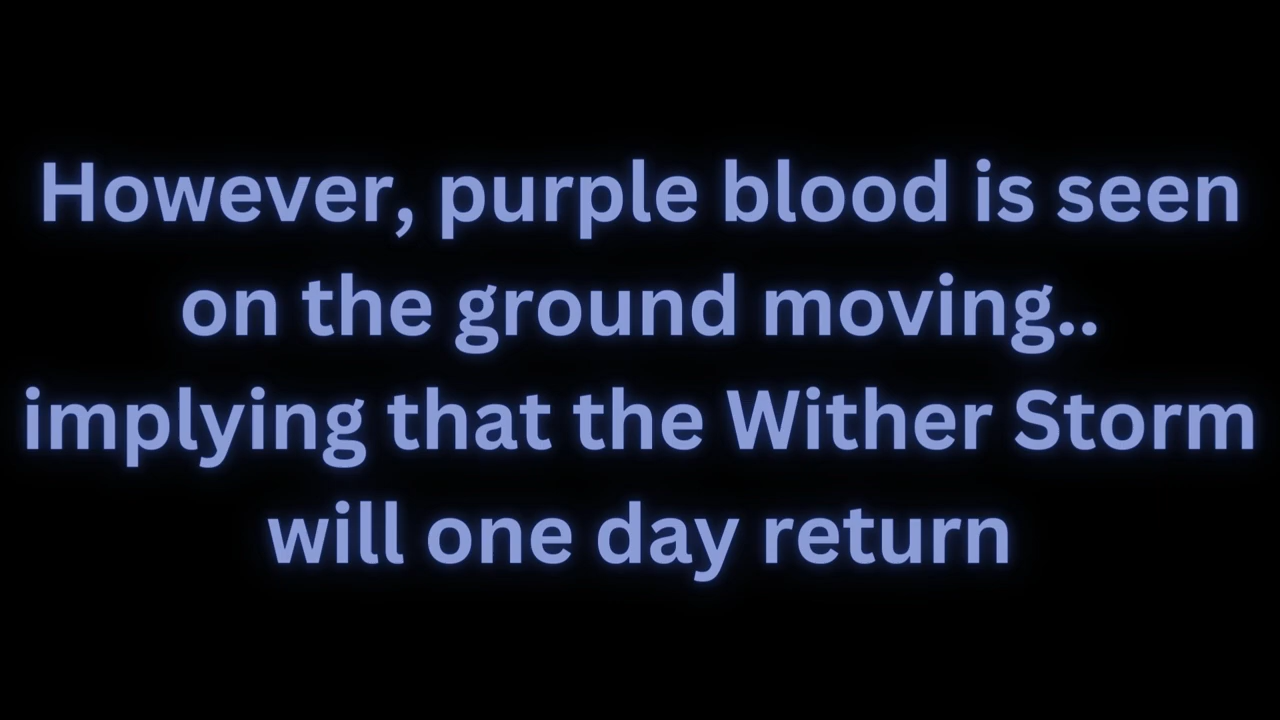 However, purple blood is seen
on the ground moving..
implying that the Wither Storm
will one day return